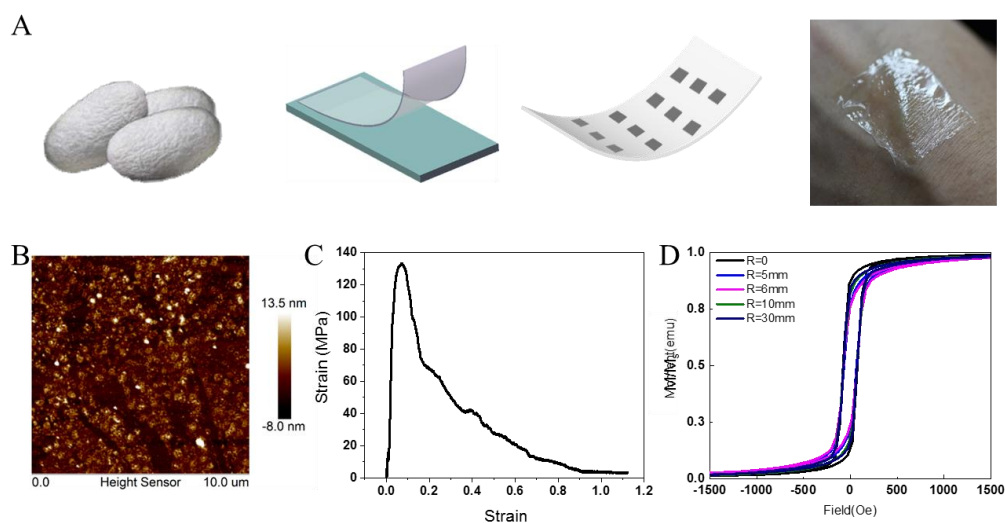 A
B
13.5 nm
-8.0 nm
0.0
Height Sensor
10.0 um
C
Strain (MPa)
140
120
100
80
60
40
20
0
0.0 0.2 0.4 0.6 0.8 1.0 1.2
Strain
D
R=0
R=5mm
R=6mm
R=10mm
R=30mm
1.0
0.8
0.5
0.3
0.0
-1500 -1000 -500 0 500 1000 1500
Field(Oe)